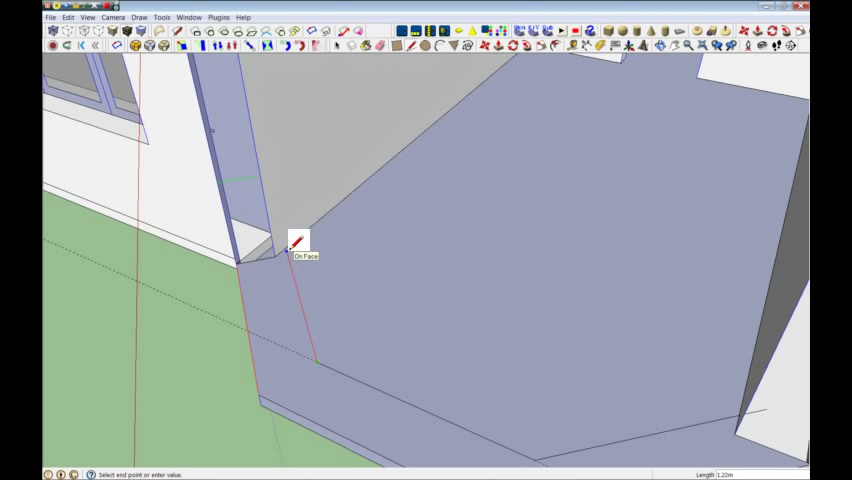 File Edit View Camera Draw Tools Window Plugins Help
On Face
Select end point or enter value.
Length 1.22m